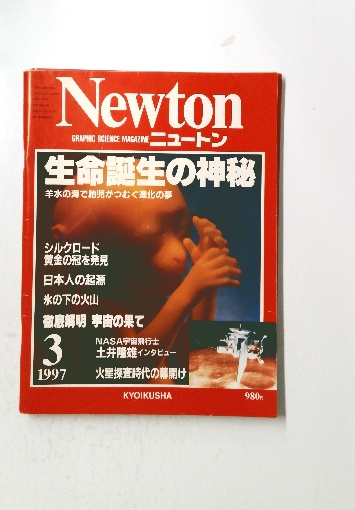 Newton
GRAPHIC SCIENCE MAGAZINE ニュートン
生命誕生の神秘
羊水の海で胎児がつむぐ進化の夢
シルクロード
黄金の冠を発見
日本人の起源
氷の下の火山
徹底解明 宇宙の果て
3
1997
NASA宇宙飛行士
土井隆雄インタビュー
火星探査時代の幕開け
KYOIKUSHA
980円